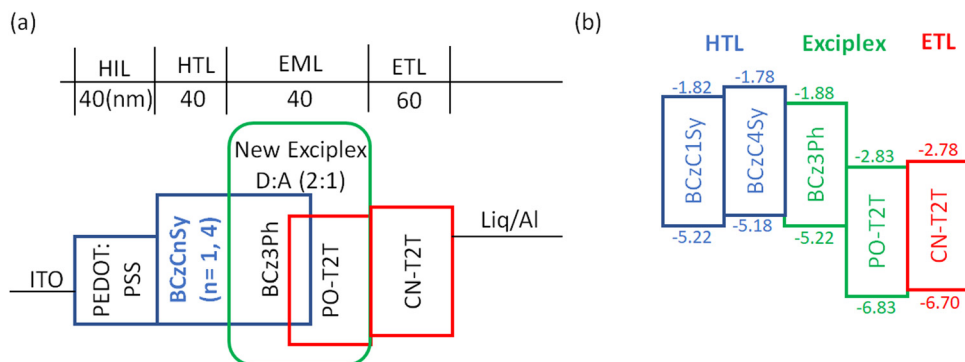 (a)
HIL
HTL
EML
ETL
40(nm)
40
40
60
New Exciplex
D:A (2:1)
ITO
PEDOT:
PSS
BCzCnSy
(n= 1, 4)
BCz3Ph
PO-T2T
CN-T2T
Liq/Al
(b)
HTL
Exciplex
ETL
-1.82
-1.78
-1.88
-2.83
-2.78
BCzC1Sy
BCzC4Sy
BCz3Ph
PO-T2T
CN-T2T
-5.22
-5.18
-5.22
-6.83
-6.70